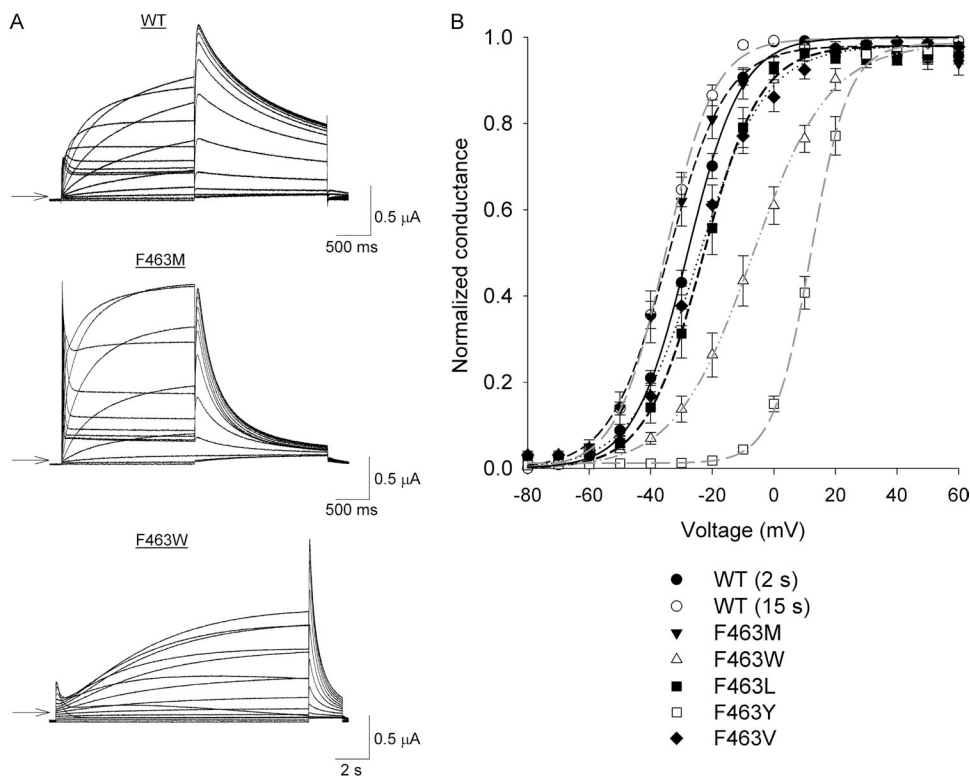 A
WT
0.5 µA
500 ms
F463M
0.5 µA
500 ms
F463W
0.5 µA
2 s
B
Normalized conductance
1.0
0.8
0.6
0.4
0.2
0.0
-80 -60 -40 -20 0 20 40 60
Voltage (mV)
WT (2 s)
WT (15 s)
F463M
F463W
F463L
F463Y
F463V